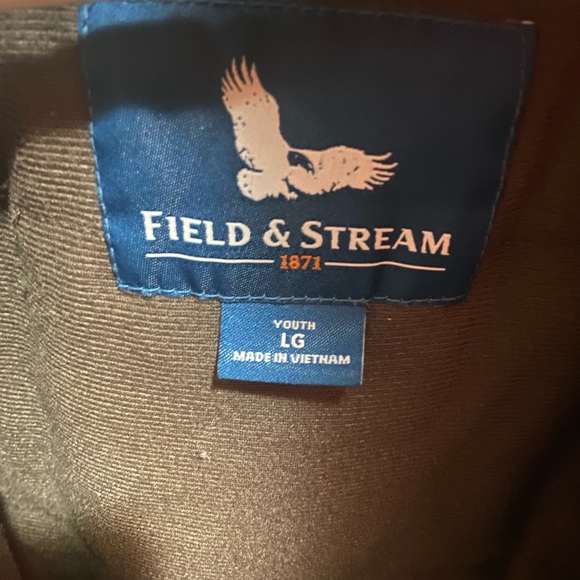 FIELD & STREAM
1871
YOUTH
LG
MADE IN VIETNAM